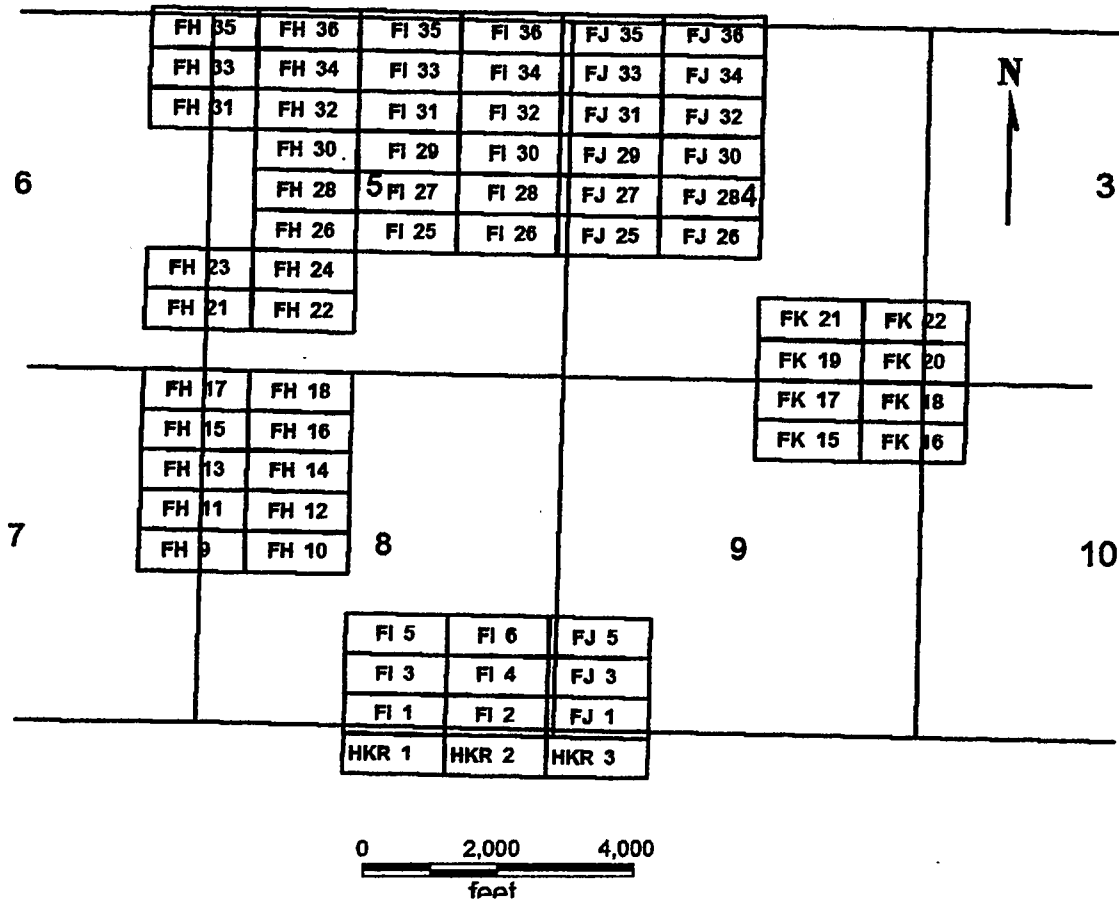 FH 35 FH 36 FI 35 FI 36 FJ 35 FJ 36
FH 33 FH 34 FI 33 FI 34 FJ 33 FJ 34
N
FH 31 FH 32 FI 31 FI 32 FJ 31 FJ 32
FH 30 FI 29 FI 30 FJ 29 FJ 30
6 5 4 3
FH 28 FI 27 FI 28 FJ 27 FJ 28
FH 26 FI 25 FI 26 FJ 25 FJ 26
FH 23 FH 24
FH 21 FH 22
FK 21 FK 22
FK 19 FK 20
FH 17 FH 18
FK 17 FK 18
FH 15 FH 16
FK 15 FK 16
FH 13 FH 14
FH 11 FH 12
7 8 9 10
FH 9 FH 10
FI 5 FI 6 FJ 5
FI 3 FI 4 FJ 3
FI 1 FI 2 FJ 1
HKR 1 HKR 2 HKR 3
0 2,000 4,000
feet